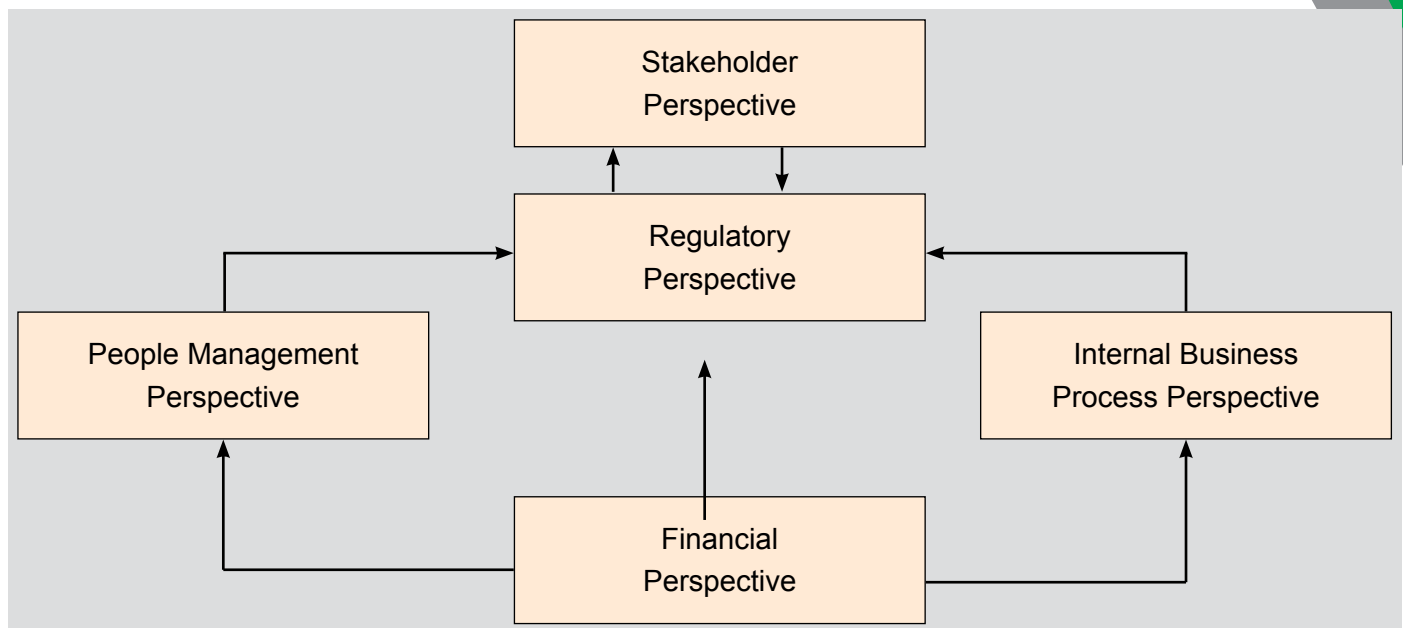 Stakeholder
Perspective
Regulatory
Perspective
People Management
Perspective
Internal Business
Process Perspective
Financial
Perspective